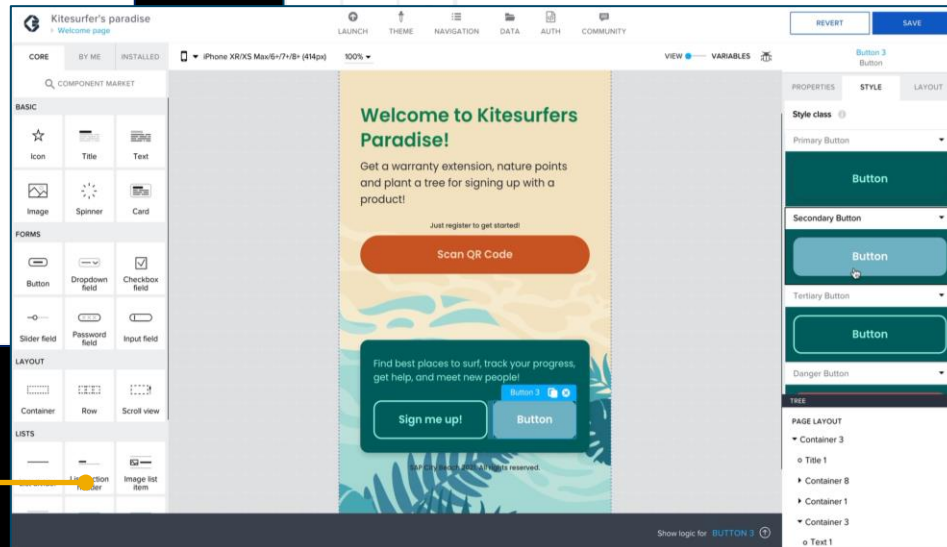 Kitesurfer's paradise
Welcome page
LAUNCH
THEME
NAVIGATION
DATA
AUTH
COMMUNITY
REVERT
SAVE
CORE
BY ME
INSTALLED
iPhone XR/XS Max/6+/7+/8+ (414px)
100%
VIEW
VARIABLES
Button 3
Button
COMPONENT MARKET
PROPERTIES
STYLE
LAYOUT
BASIC
Icon
Title
Text
Image
Spinner
Card
FORMS
Button
Dropdown
field
Checkbox
field
Slider field
Password
field
Input field
LAYOUT
Container
Row
Scroll view
LISTS
Image list
item
Welcome to Kitesurfers
Paradise!
Get a warranty extension, nature points
and plant a tree for signing up with a
product!
Just register to get started!
Scan QR Code
Find best places to surf, track your progress,
get help, and meet new people!
Button 3
Sign me up!
Button
SAP City Beach 2021. All rights reserved.
Show logic for BUTTON 3
Style class
Primary Button
Button
Secondary Button
Button
Tertiary Button
Button
Danger Button
TREE
PAGE LAYOUT
Container 3
Title 1
Container 8
Container 1
Container 3
Text 1